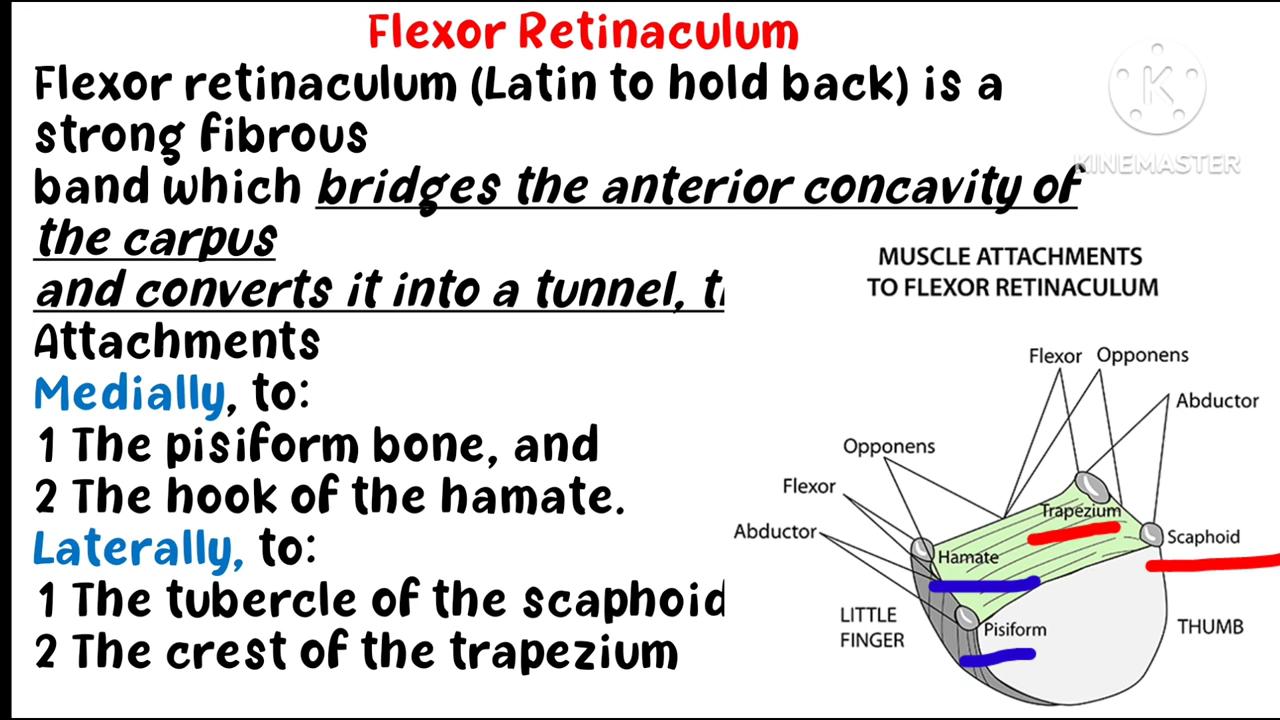 Flexor Retinaculum
Flexor retinaculum (Latin to hold back) is a
strong fibrous
band which bridges the anterior concavity of
the carpus
and converts it into a tunnel,
Attachments
Medially, to:
1 The pisiform bone, and
2 The hook of the hamate.
Laterally, to:
1 The tubercle of the scaphoid
2 The crest of the trapezium
K
KINEMASTER
MUSCLE ATTACHMENTS
TO FLEXOR RETINACULUM
Flexor Opponens
Abductor
Opponens
Flexor
Abductor
Trapezium
Scaphoid
Hamate
LITTLE
FINGER
Pisiform
THUMB